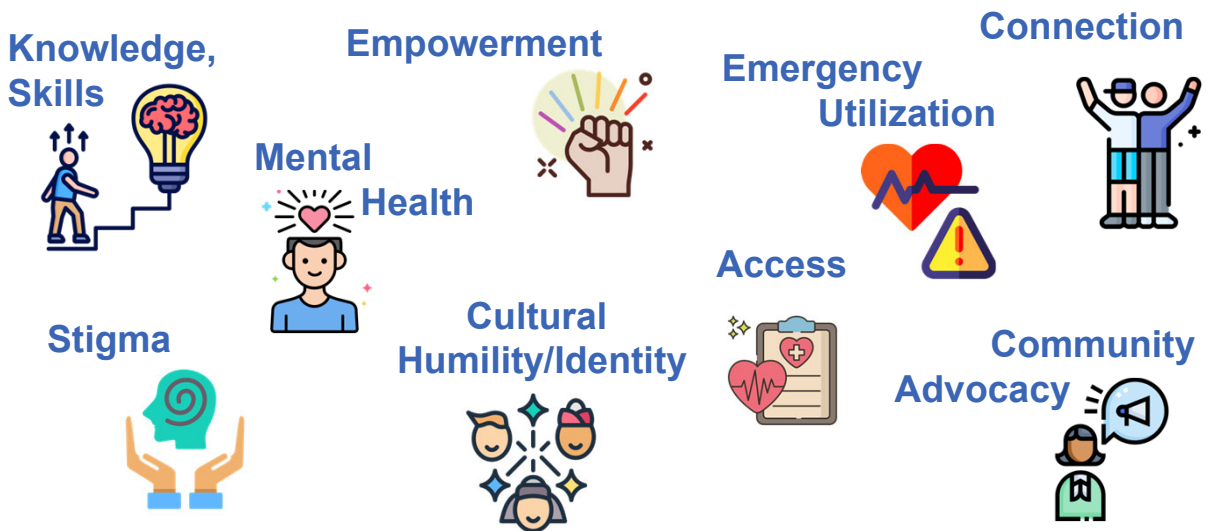 Knowledge,
Skills
Mental
Health
Empowerment
Emergency
Utilization
Connection
Stigma
Cultural
Humility/Identity
Access
Community
Advocacy